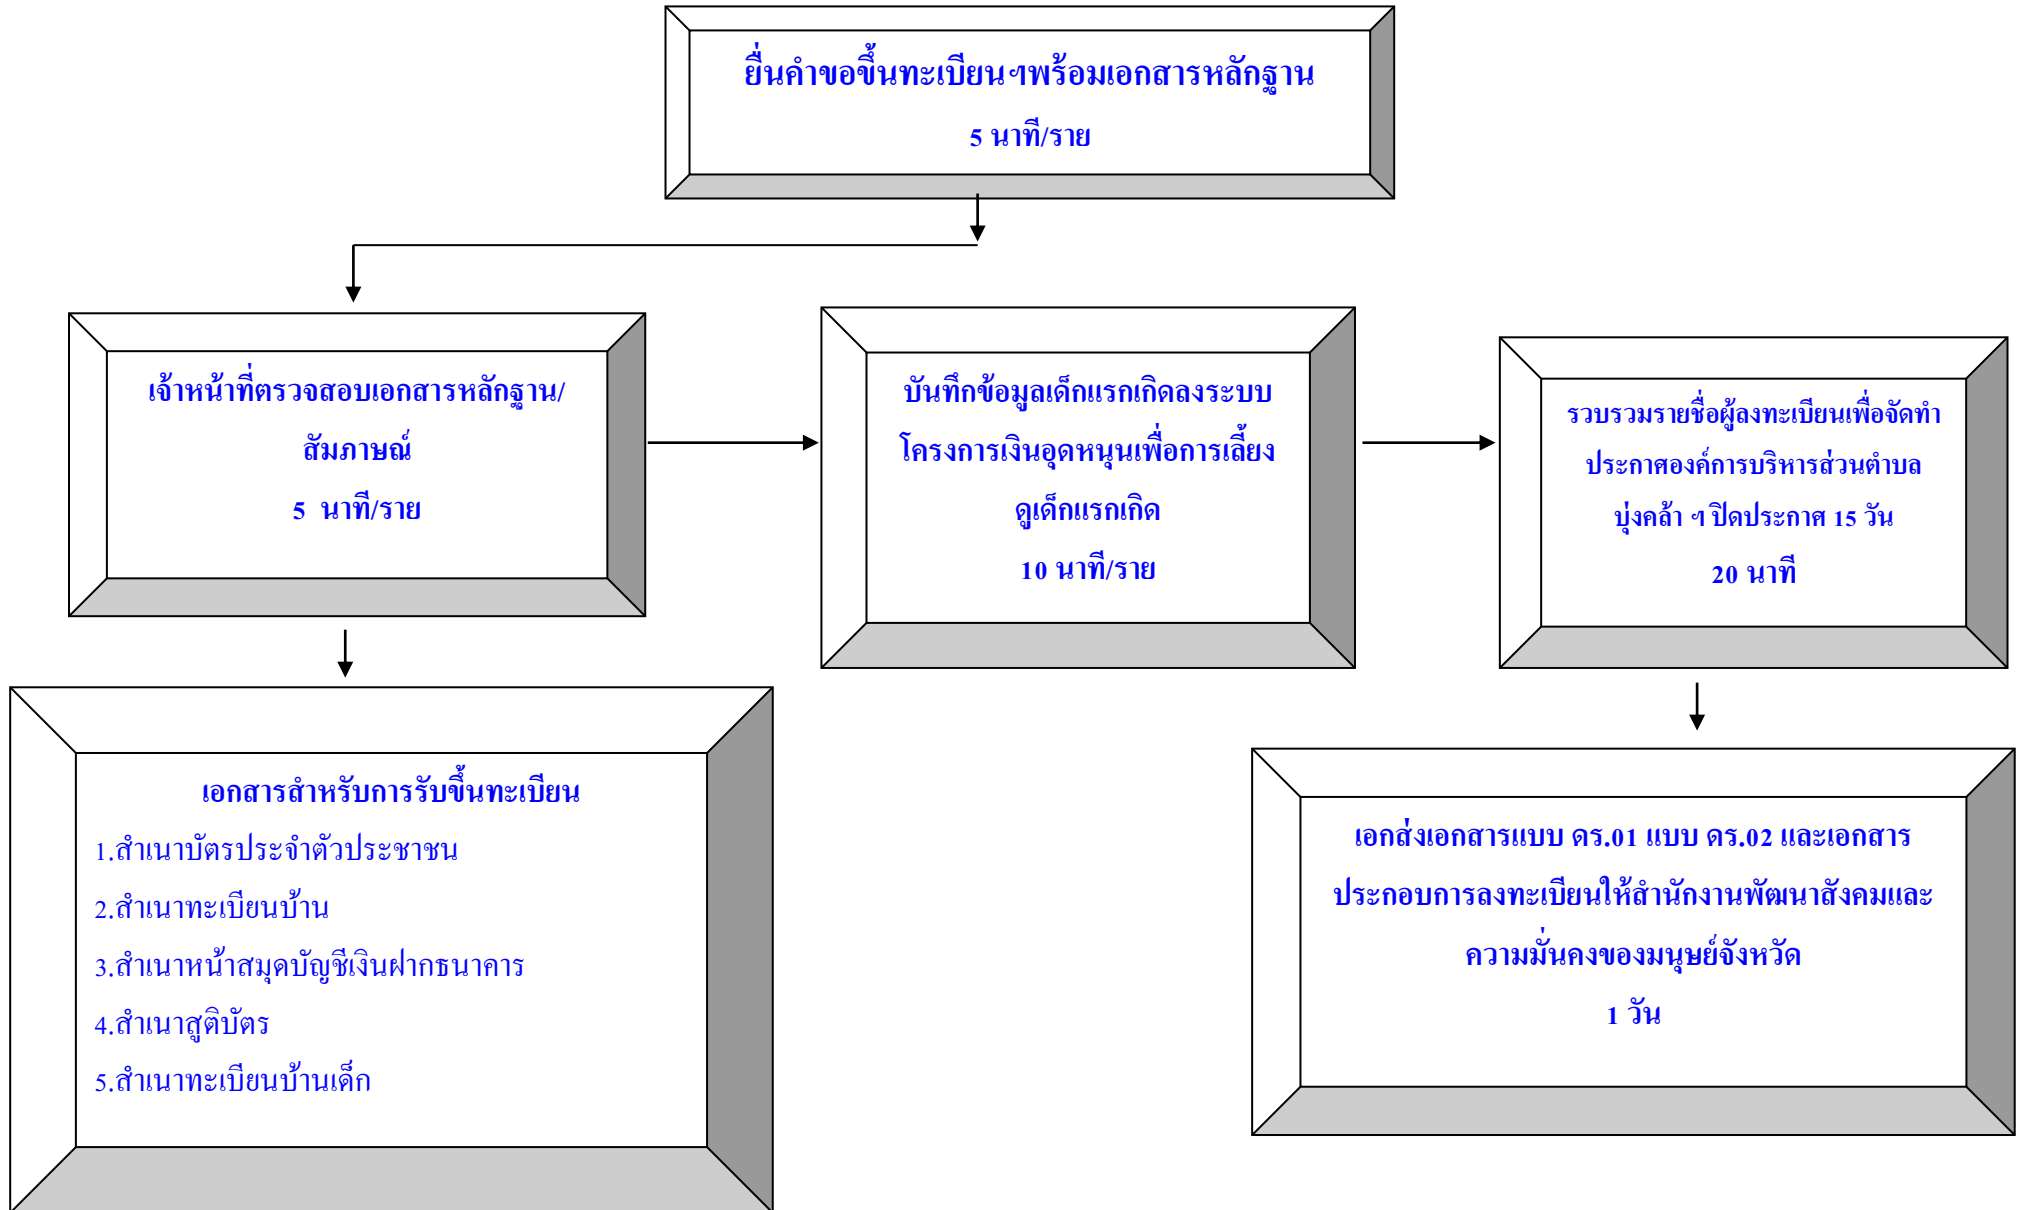 ยื่นคำขอขึ้นทะเบียนฯพร้อมเอกสารหลักฐาน
5 นาที/ราย
เจ้าหน้าที่ตรวจสอบเอกสารหลักฐาน/
สัมภาษณ์
5 นาที/ราย
บันทึกข้อมูลเด็กแรกเกิดลงระบบ
โครงการเงินอุดหนุนเพื่อการเลี้ยง
ดูเด็กแรกเกิด
10 นาที/ราย
รวบรวมรายชื่อผู้ลงทะเบียนเพื่อจัดทำ
ประกาศองค์การบริหารส่วนตำบล
บุ่งคล้า ฯ ปิดประกาศ 15 วัน
20 นาที
เอกสารสำหรับการรับขึ้นทะเบียน
1.สำเนาบัตรประจำตัวประชาชน
2.สำเนาทะเบียนบ้าน
3.สำเนาหน้าสมุดบัญชีเงินฝากธนาคาร
4.สำเนาสูติบัตร
5.สำเนาทะเบียนบ้านเด็ก
เอกส่งเอกสารแบบ ดร.01 แบบ ดร.02 และเอกสาร
ประกอบการลงทะเบียนให้สำนักงานพัฒนาสังคมและ
ความมั่นคงของมนุษย์จังหวัด
1 วัน